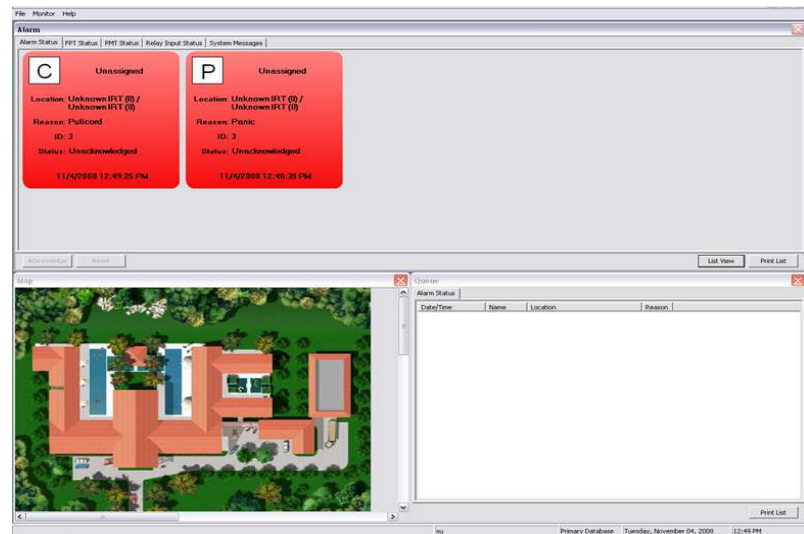 File Monitor Help
Alarm
Alarm Status FPT Status PMT Status Relay Input Status System Messages
C Unassigned
Location: Unknown IRT (0) /
Unknown IRT (0)
Reason: Pullcord
ID: 3
Status: Unacknowledged
11/4/2008 12:49:25 PM
P Unassigned
Location: Unknown IRT (0) /
Unknown IRT (0)
Reason: Panic
ID: 3
Status: Unacknowledged
11/4/2008 12:46:39 PM
Acknowledge Reset List View Print List
Map
Queue
Alarm Status
Date/Time Name Location Reason
Print List
su Primary Database Tuesday, November 04, 2008 12:49 PM